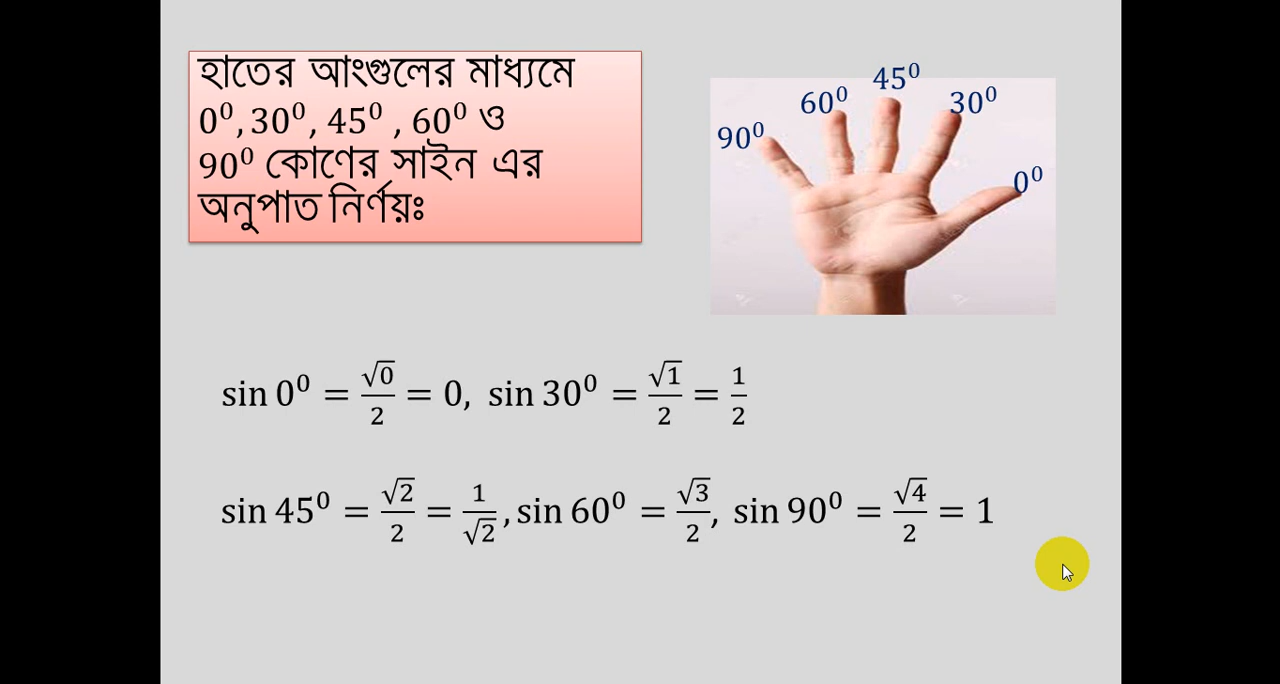 হাতের আংগুলের মাধ্যমে
0⁰, 30⁰, 45⁰ , 60⁰ ও
90⁰ কোণের সাইন এর
অনুপাত নির্ণয়ঃ
90⁰ 60⁰ 45⁰ 30⁰ 0⁰
sin 0⁰ = √0/2 = 0, sin 30⁰ = √1/2 = 1/2
sin 45⁰ = √2/2 = 1/√2, sin 60⁰ = √3/2, sin 90⁰ = √4/2 = 1